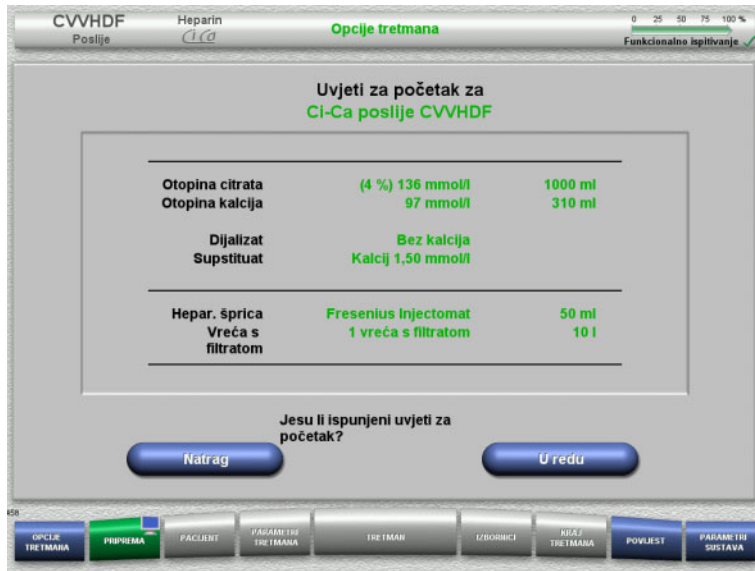 CVVHDF Heparin Opcije tretmana 0 25 50 75 100 %
Poslije Ci Ca Funkcionalno ispitivanje
Uvjeti za početak za
Ci-Ca poslije CVVHDF
Otopina citrata (4 %) 136 mmol/l 1000 ml
Otopina kalcija 97 mmol/l 310 ml
Dijalizat Bez kalcija
Supstituat Kalcij 1,50 mmol/l
Hepar. šprica Fresenius Injectomat 50 ml
Vreća s 1 vreća s filtratom 10 l
filtratom
Jesu li ispunjeni uvjeti za
početak?
Natrag U redu
458
OPCIJE TRETMANA PRIPREMA PACIJENT PARAMETRI TRETMANA TRETMAN IZBORNICI KRAJ TRETMANA POVIJEST PARAMETRI SUSTAVA